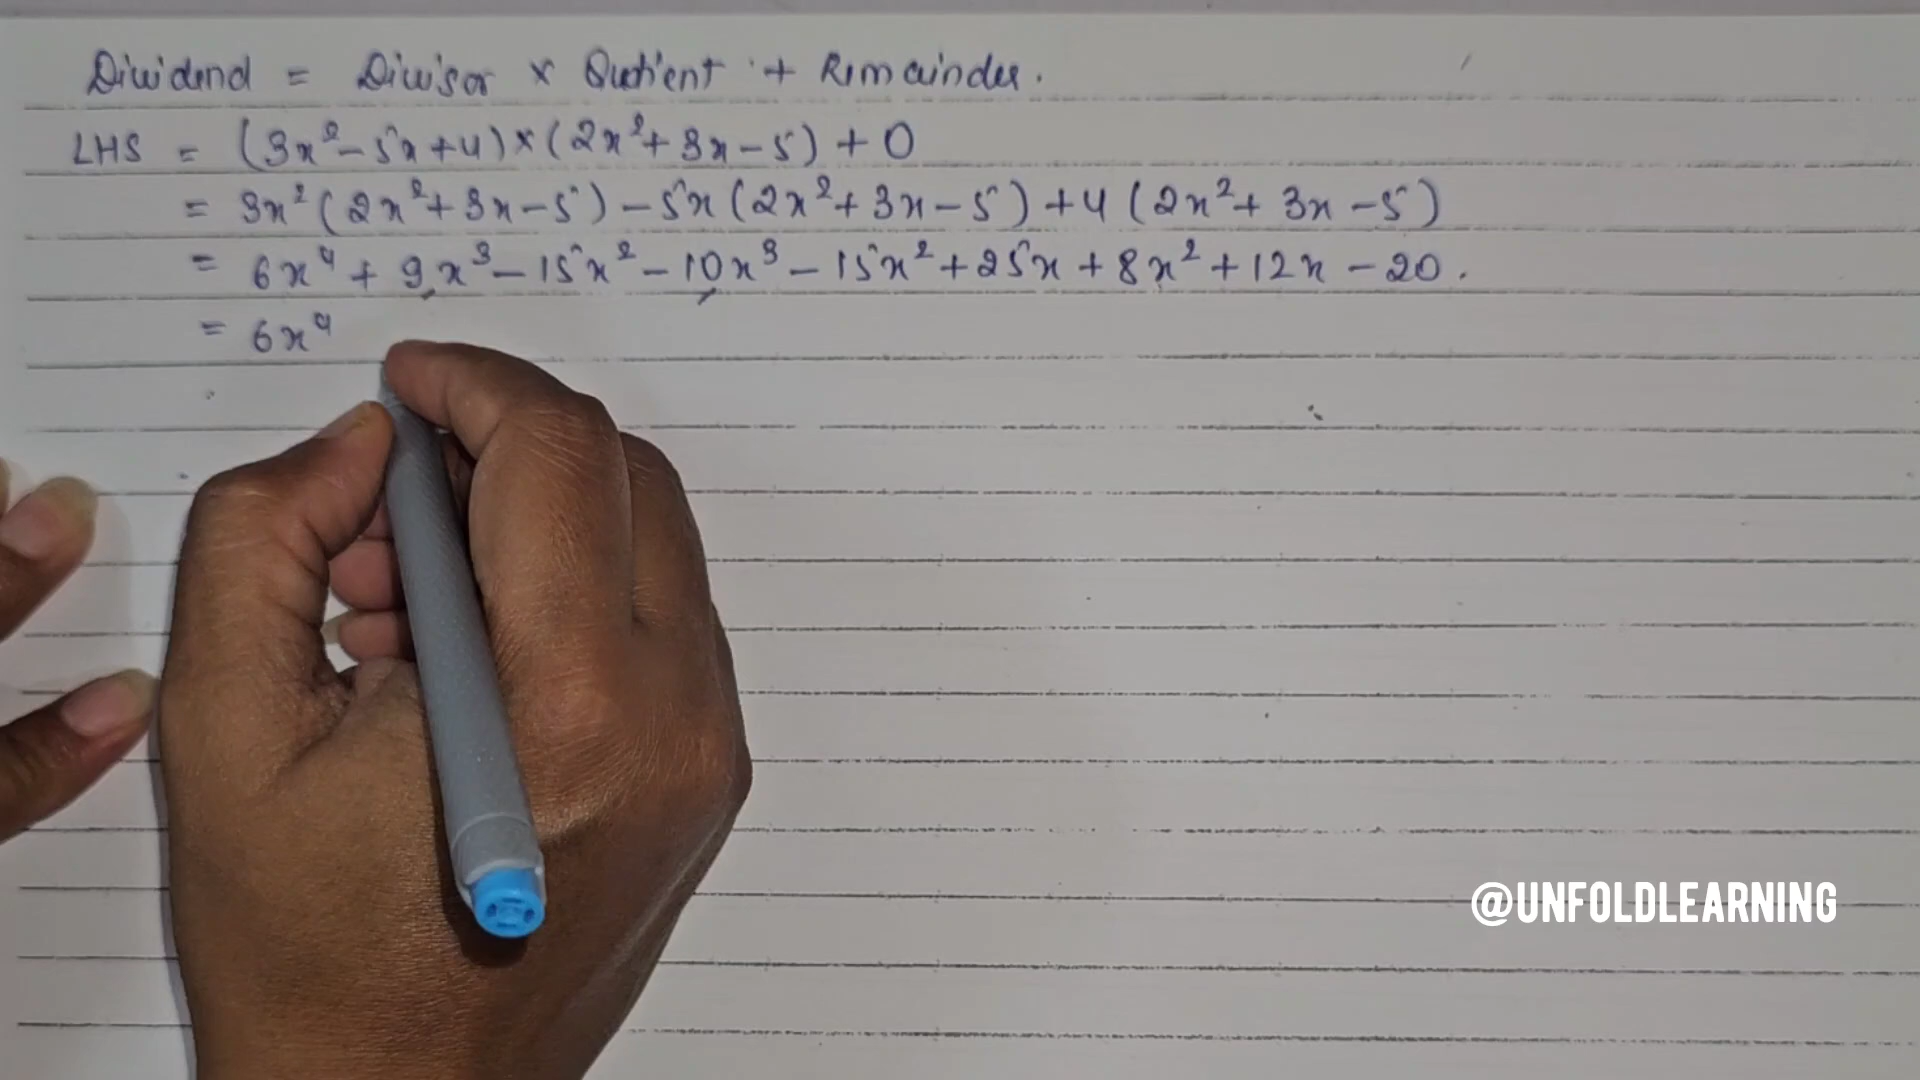 Dividend = Divisor × Quotient + Remainder.
LHS = (3x² - 5x + 4) × (2x² + 3x - 5) + 0
= 3x² (2x² + 3x - 5) - 5x (2x² + 3x - 5) + 4 (2x² + 3x - 5)
= 6x⁴ + 9x³ - 15x² - 10x³ - 15x² + 25x + 8x² + 12x - 20.
= 6x⁴
@UNFOLDLEARNING